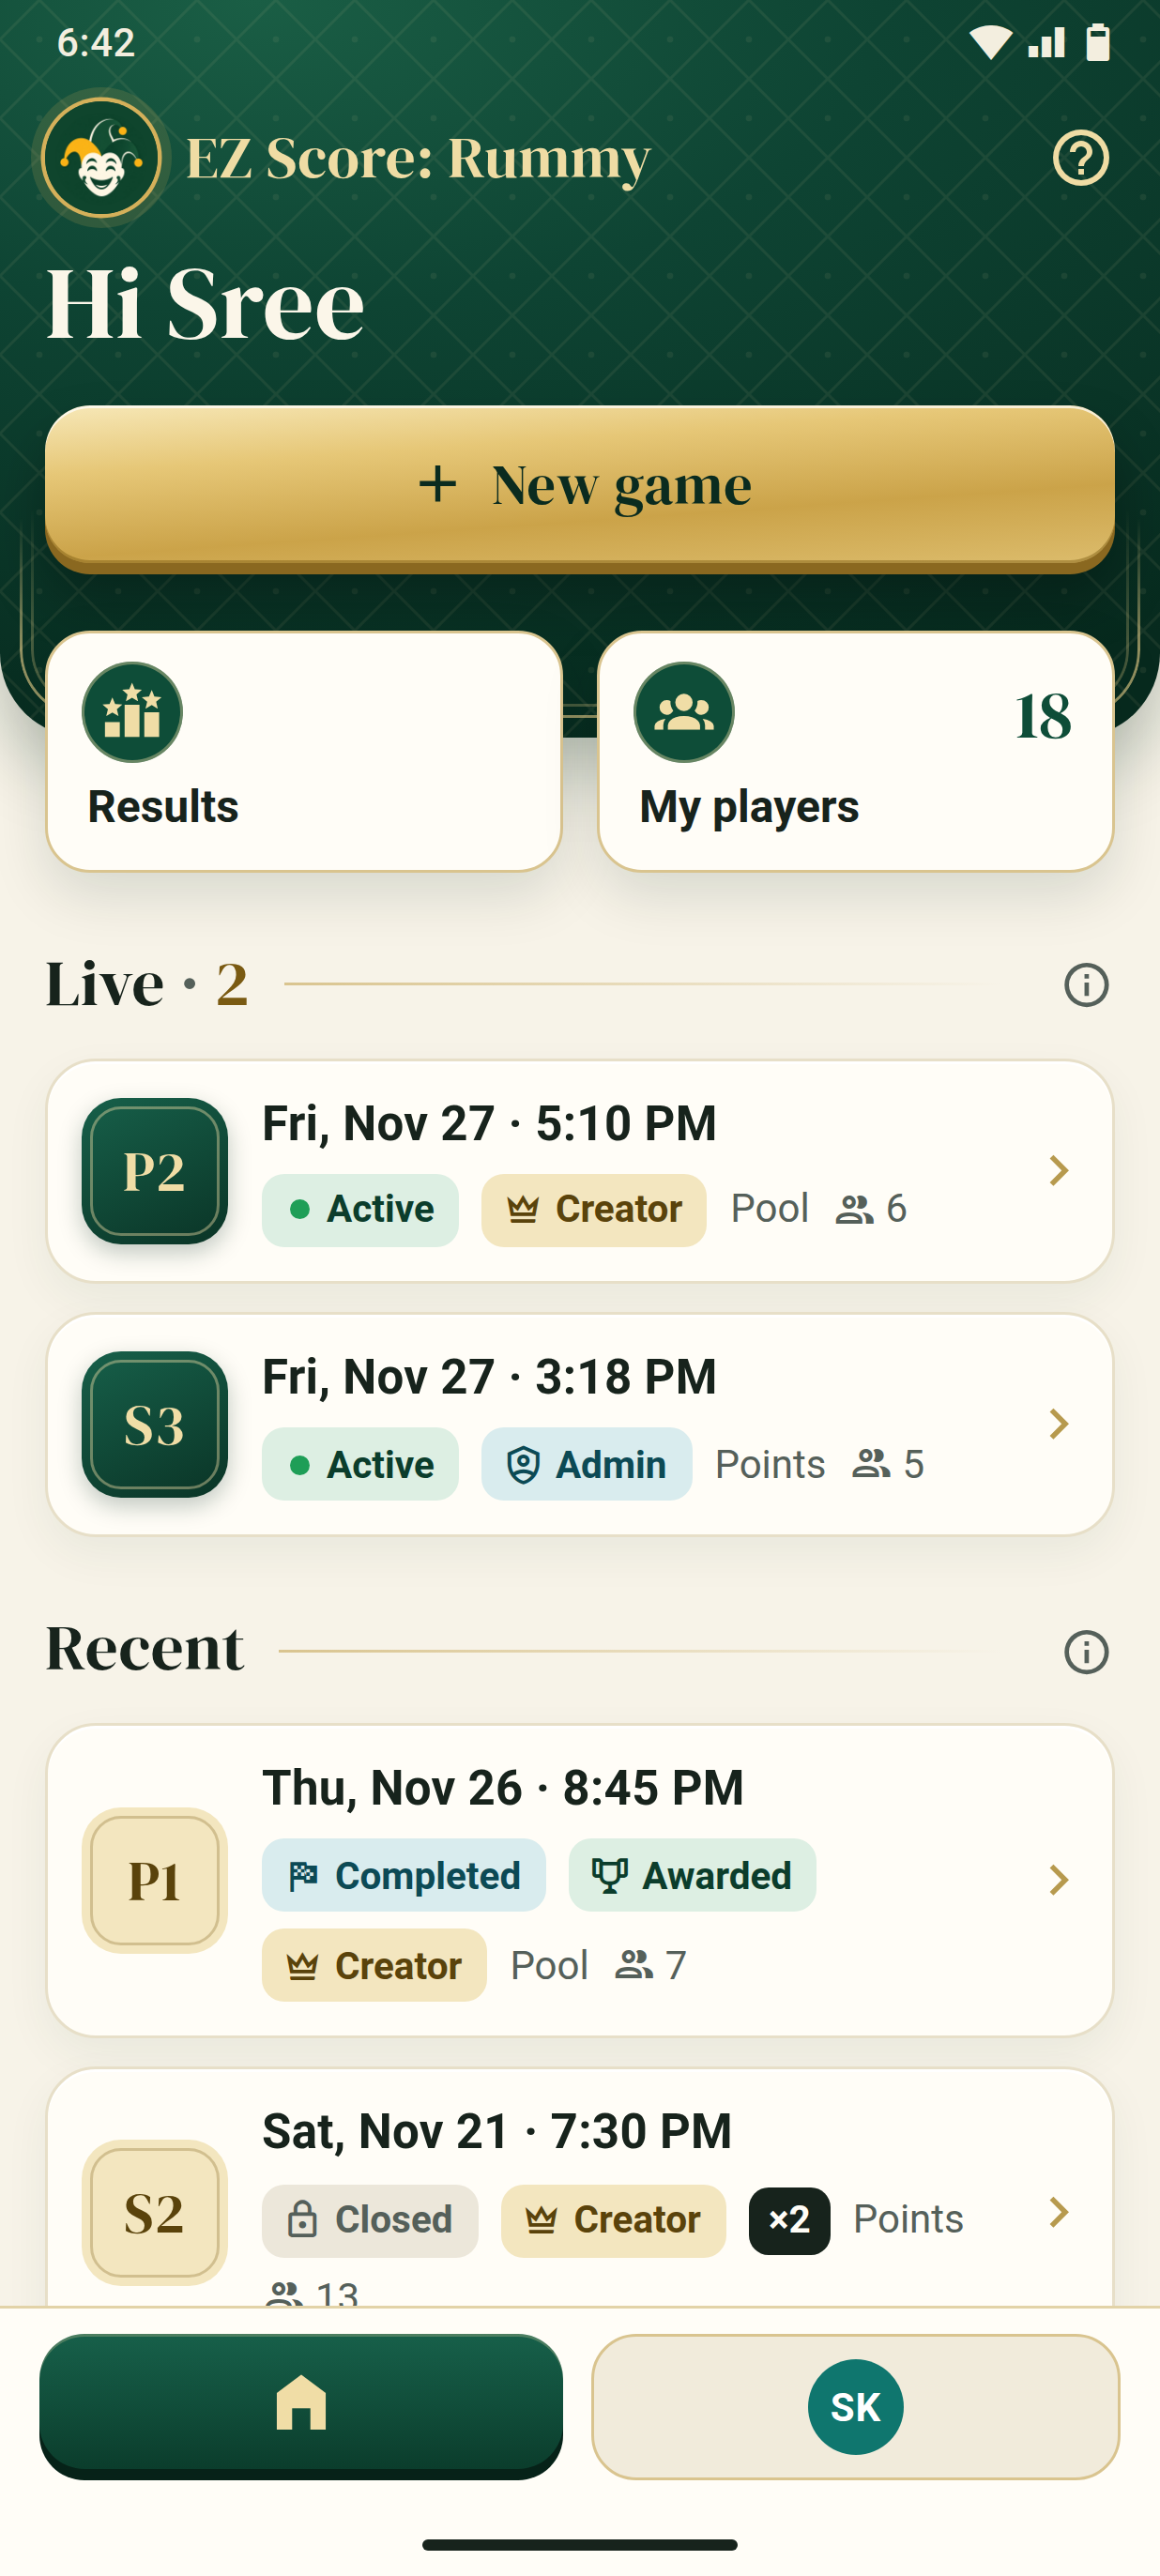 6:42
EZ Score: Rummy
Hi Sree
+ New game
Results
18
My players
Live · 2
P2
Fri, Nov 27 · 5:10 PM
Active Creator Pool 6
S3
Fri, Nov 27 · 3:18 PM
Active Admin Points 5
Recent
P1
Thu, Nov 26 · 8:45 PM
Completed Awarded
Creator Pool 7
S2
Sat, Nov 21 · 7:30 PM
Closed Creator ×2 Points
13
SK